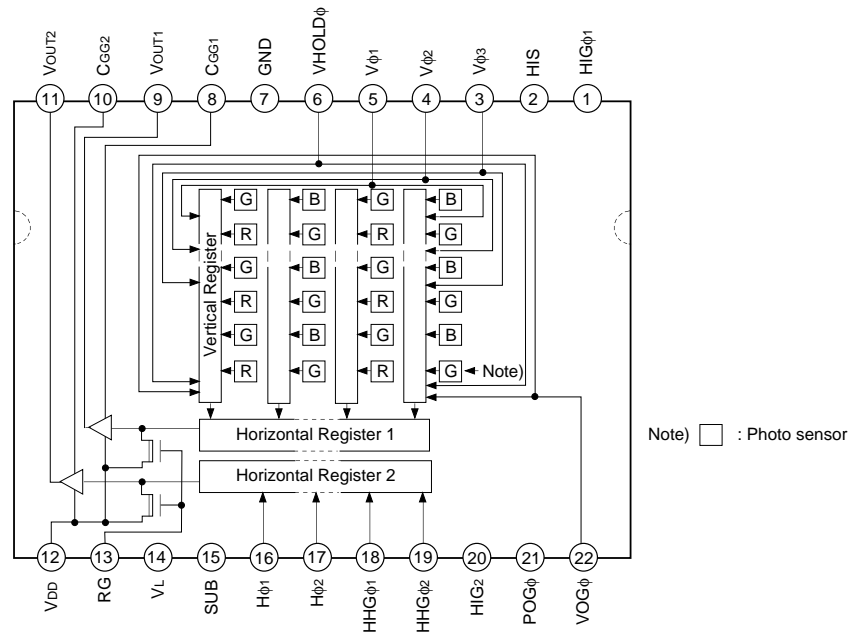 VOUT2 CGG2 VOUT1 CGG1 GND VHOLDϕ Vϕ1 Vϕ2 Vϕ3 HIS HIGϕ1
11 10 9 8 7 6 5 4 3 2 1
G B G B
R G R G
G B G B
R G R G
G B G B
R G R G Note)
Vertical Register
Horizontal Register 1
Note) : Photo sensor
Horizontal Register 2
12 13 14 15 16 17 18 19 20 21 22
VDD RG VL SUB Hϕ1 Hϕ2 HHGϕ1 HHGϕ2 HIG2 POGϕ VOGϕ